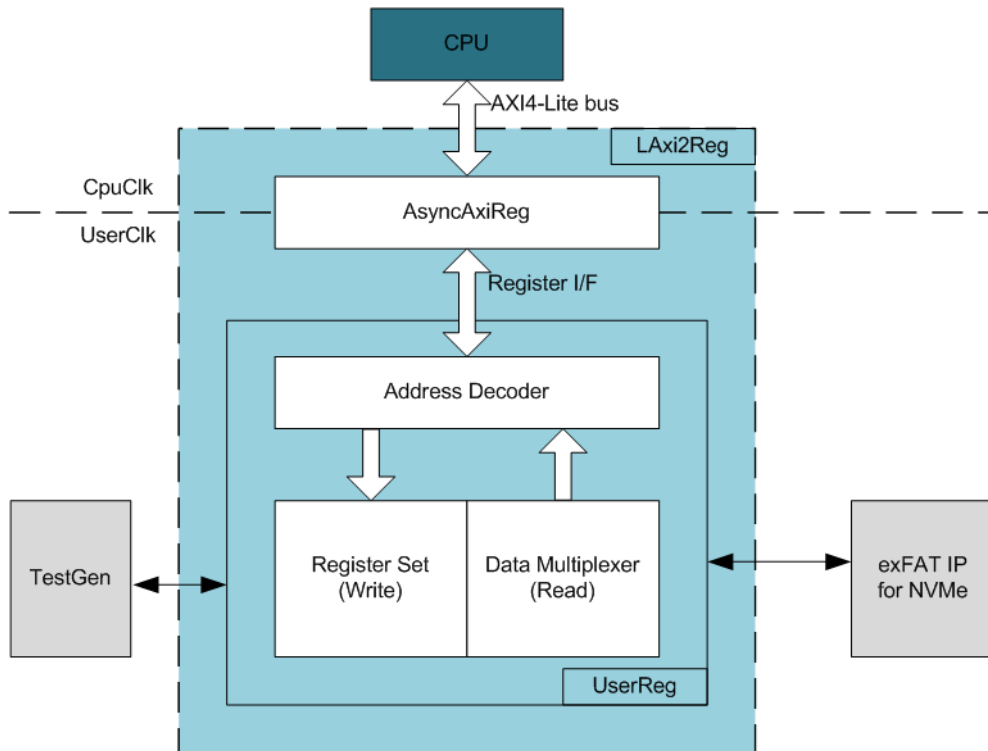 CPU
AXI4-Lite bus
LAxi2Reg
CpuClk
AsyncAxiReg
UserClk
Register I/F
Address Decoder
TestGen
Register Set
(Write)
Data Multiplexer
(Read)
exFAT IP
for NVMe
UserReg